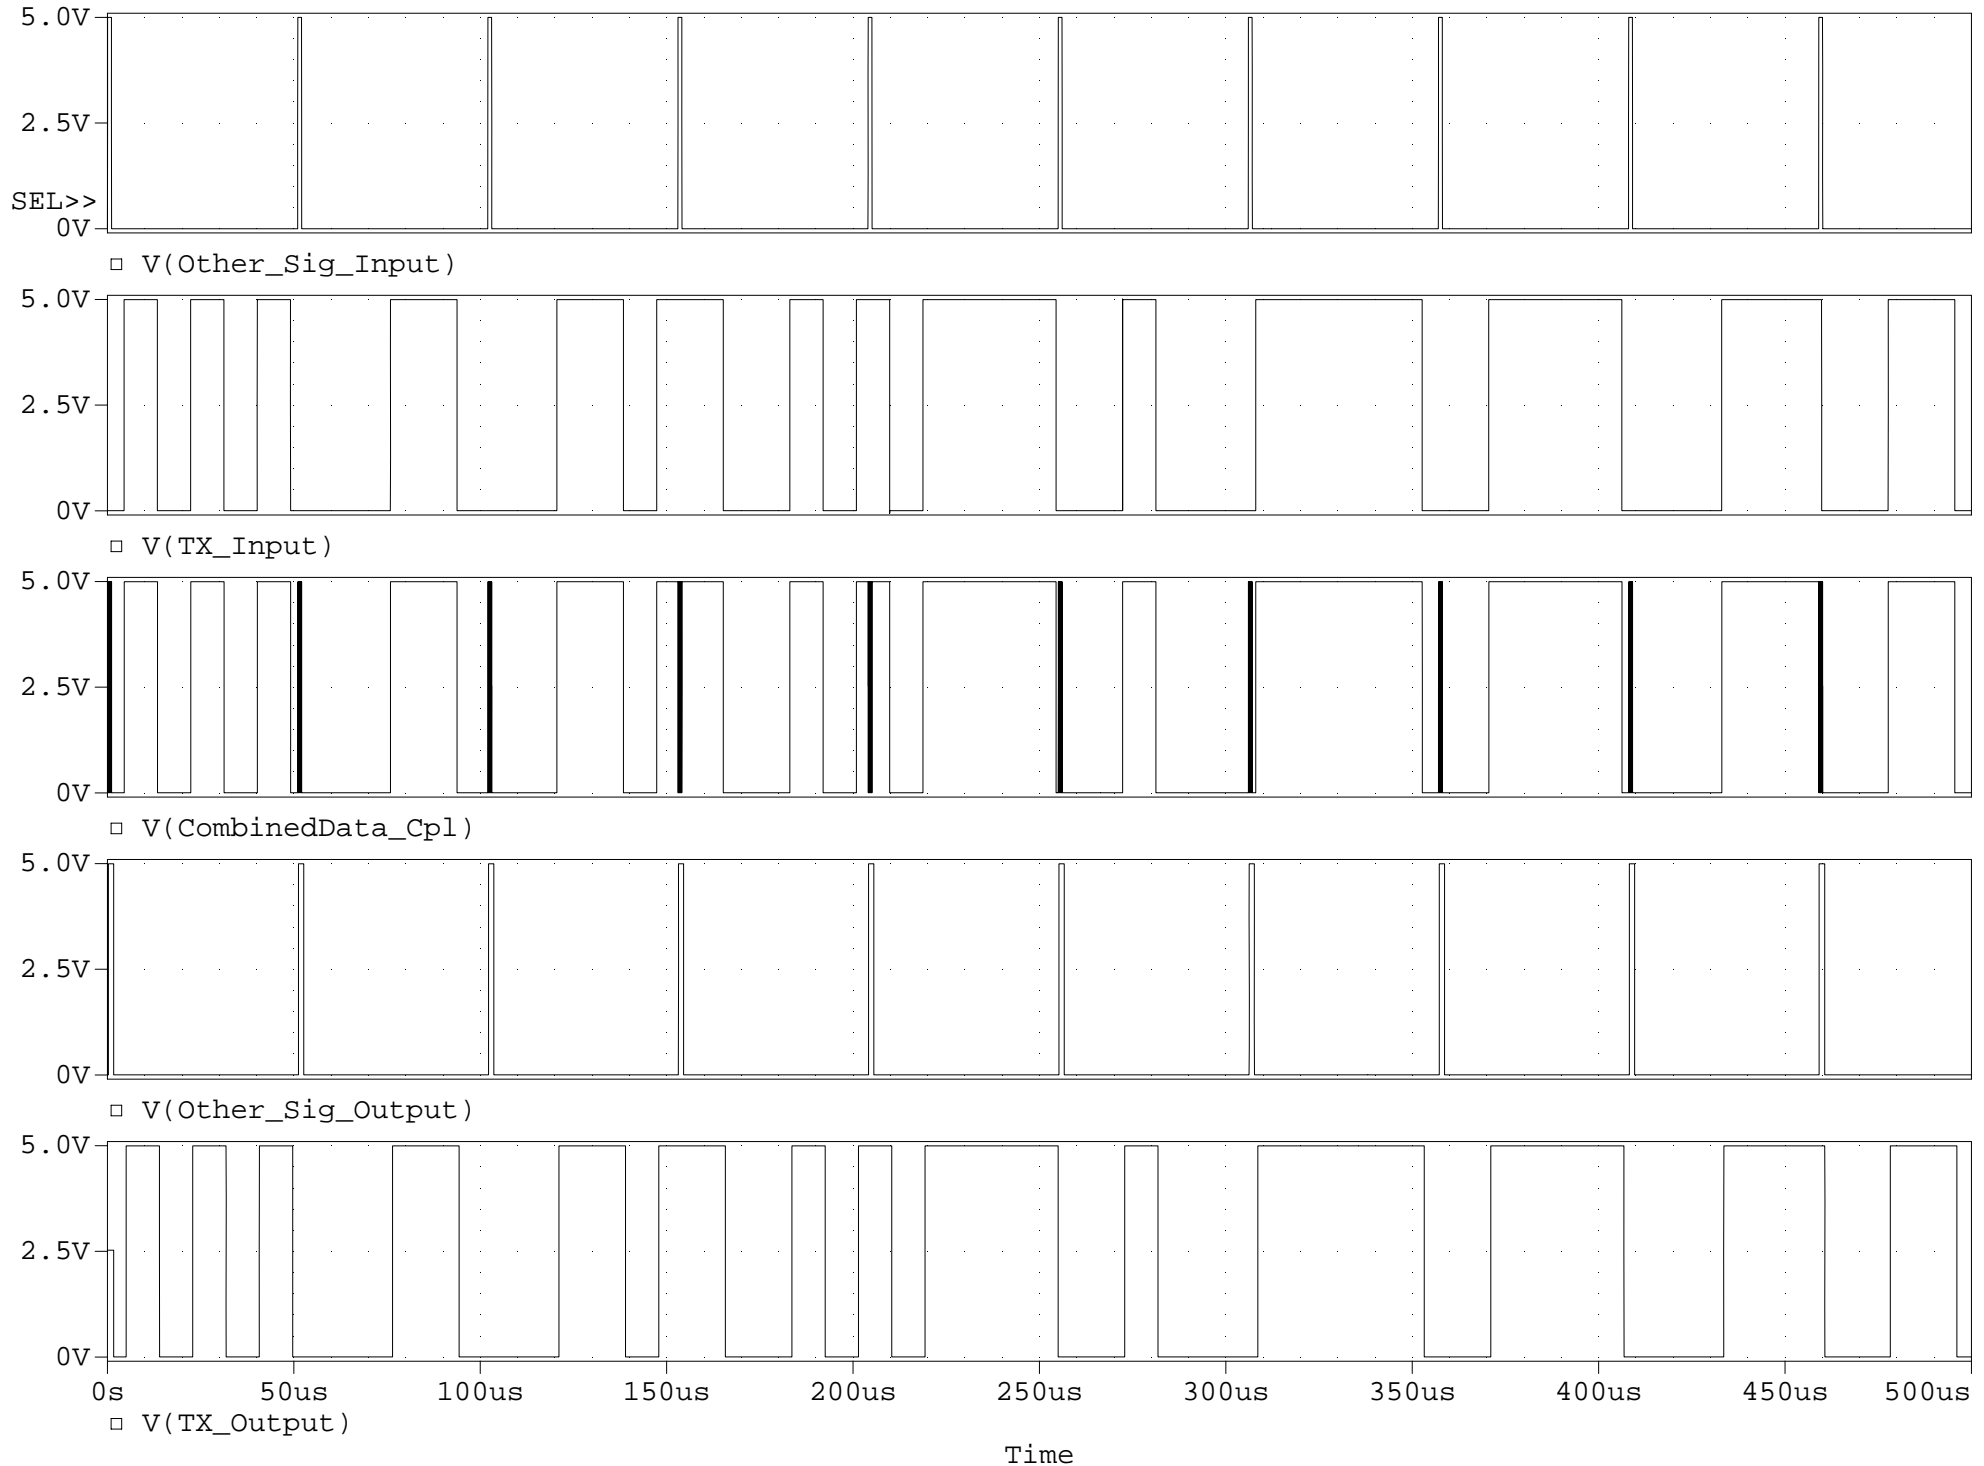 5.0V
2.5V
SEL>>
0V
V(Other_Sig_Input)
5.0V
2.5V
0V
V(TX_Input)
5.0V
2.5V
0V
V(CombinedData_Cpl)
5.0V
2.5V
0V
V(Other_Sig_Output)
5.0V
2.5V
0V
0s 50us 100us 150us 200us 250us 300us 350us 400us 450us 500us
V(TX_Output)
Time